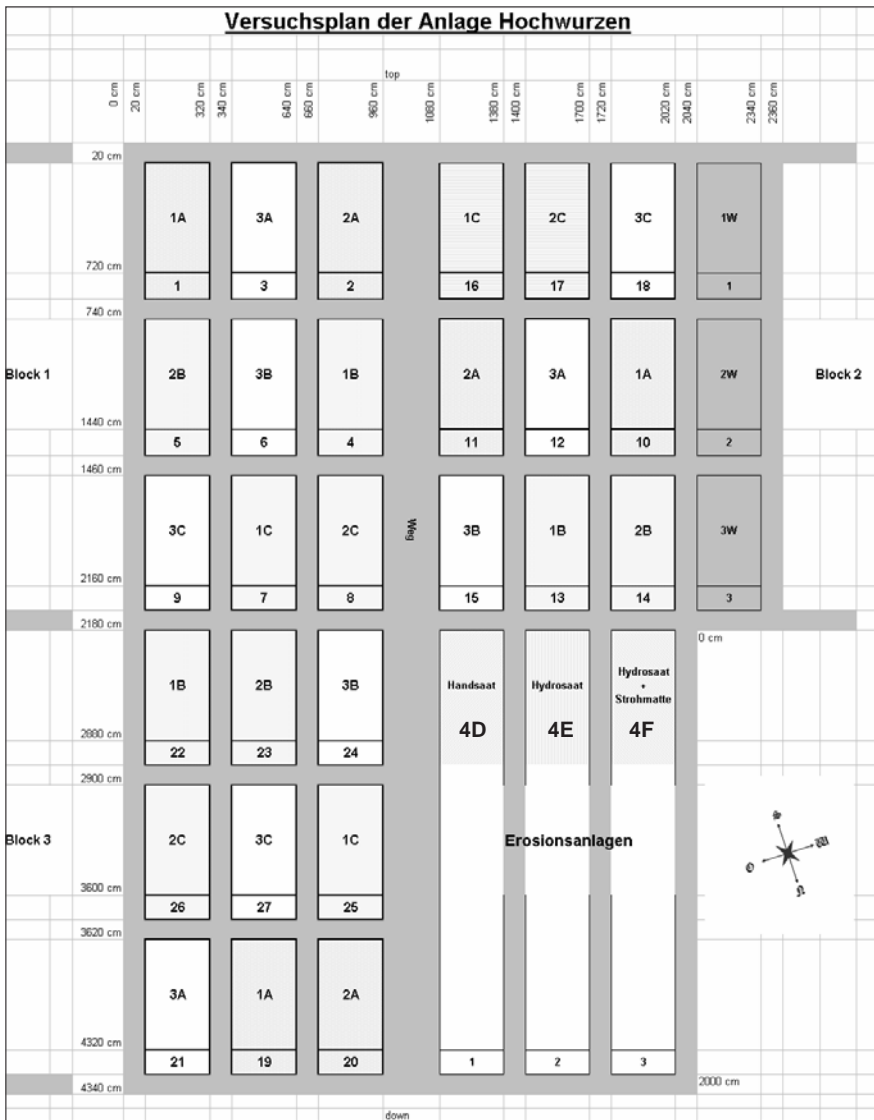 Versuchsplan der Anlage Hochwurzen
top
0 cm 20 cm 320 cm 340 cm 640 cm 660 cm 960 cm 1080 cm 1380 cm 1400 cm 1700 cm 1720 cm 2020 cm 2040 cm 2340 cm 2360 cm
20 cm
1A 3A 2A 1C 2C 3C 1W
720 cm
1 3 2 16 17 18 1
740 cm
Block 1 2B 3B 1B 2A 3A 1A 2W Block 2
1440 cm
5 6 4 11 12 10 2
1460 cm
3C 1C 2C Weg 3B 1B 2B 3W
2160 cm
9 7 8 15 13 14 3
2180 cm
0 cm
1B 2B 3B Handsaat Hydrosaat Hydrosaat
+
Strohmatte
4D 4E 4F
2880 cm
22 23 24
2900 cm
Block 3 2C 3C 1C Erosionsanlagen
S
W
O
N
3600 cm
26 27 25
3620 cm
3A 1A 2A
4320 cm
21 19 20 1 2 3
4340 cm
2000 cm
down